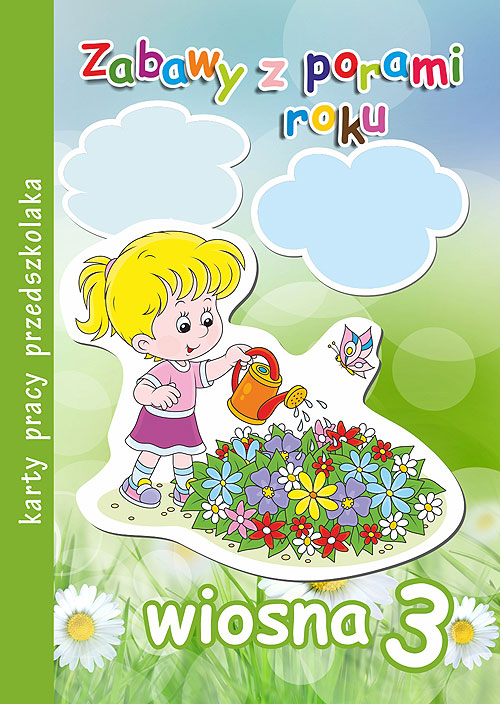 Zabawy z porami
roku
karty pracy przedszkolaka
wiosna 3